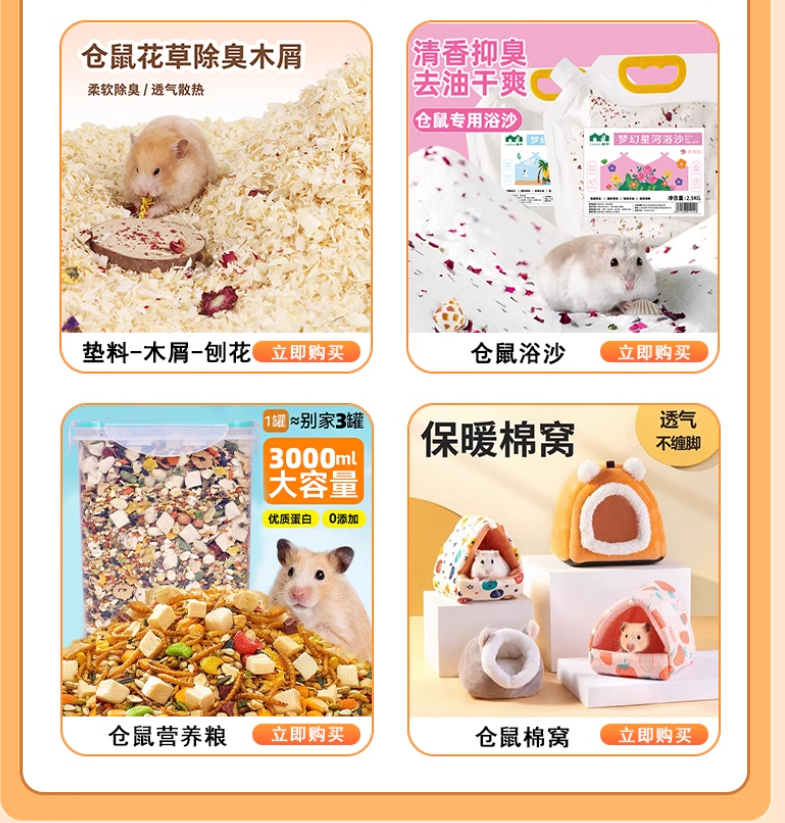 仓鼠花草除臭木屑
柔软除臭 / 透气散热
垫料-木屑-刨花
立即购买
清香抑臭
去油干爽
仓鼠专用浴沙
梦幻星河浴沙
净含量:2.5KG
仓鼠浴沙
立即购买
1罐≈别家3罐
3000ml
大容量
优质蛋白
0添加
仓鼠营养粮
立即购买
保暖棉窝
透气
不缠脚
仓鼠棉窝
立即购买